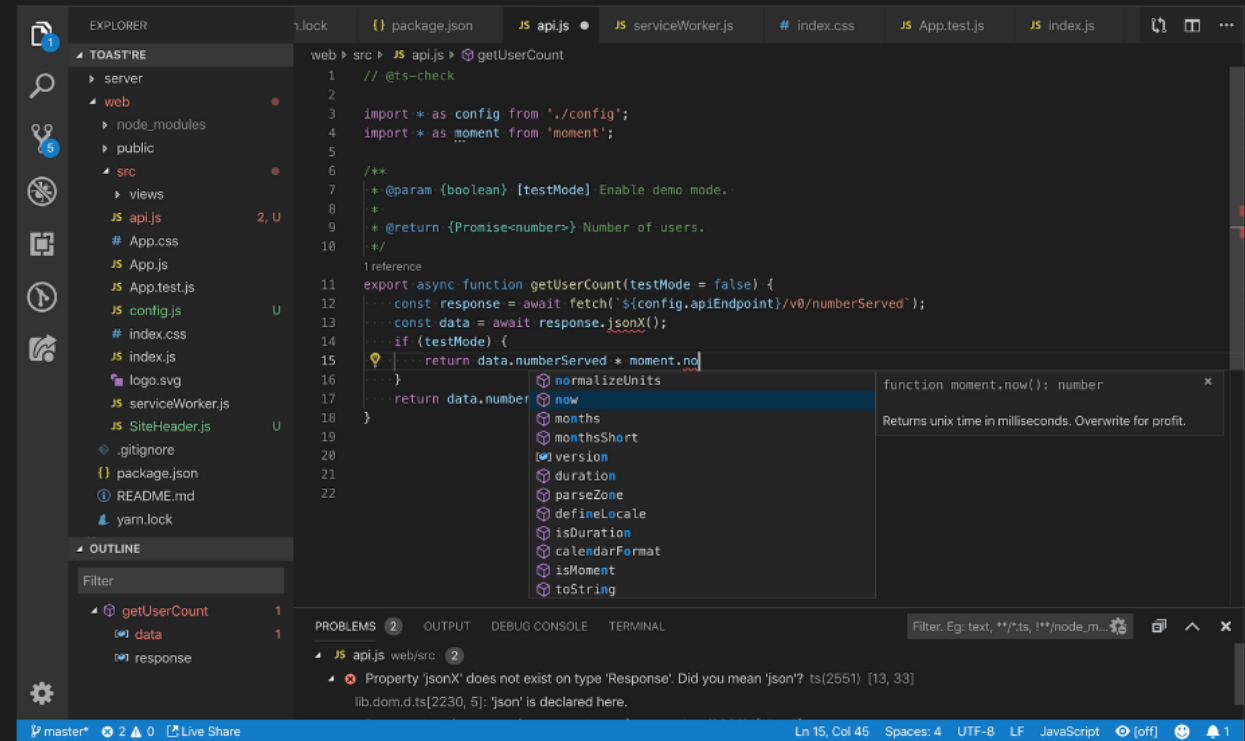 EXPLORER
n.lock {} package.json JS api.js ● JS serviceWorker.js # index.css JS App.test.js JS index.js ···
1
TOAST'RE
server
web
node_modules
public
5
src
views
JS api.js 2, U
# App.css
JS App.js
JS App.test.js
JS config.js U
# index.css
JS index.js
logo.svg
JS serviceWorker.js
JS SiteHeader.js U
.gitignore
{} package.json
README.md
yarn.lock
OUTLINE
Filter
getUserCount 1
data 1
response
web src JS api.js getUserCount
1 // @ts-check
2
3 import * as config from './config';
4 import * as moment from 'moment';
5
6 /**
7 * @param {boolean} [testMode] Enable demo mode.
8 *
9 * @return {Promise<number>} Number of users.
10 */
1 reference
11 export async function getUserCount(testMode = false) {
12 const response = await fetch(`${config.apiEndpoint}/v0/numberServed`);
13 const data = await response.jsonX();
14 if (testMode) {
15 return data.numberServed * moment.no
16 }
17 return data.number
18 }
19
20
21
22
normalizeUnits
now
months
monthsShort
version
duration
parseZone
defineLocale
isDuration
calendarFormat
isMoment
toString
function moment.now(): number ×
Returns unix time in milliseconds. Overwrite for profit.
PROBLEMS 2 OUTPUT DEBUG CONSOLE TERMINAL Filter. Eg: text, **/*.ts, !**/node_m...
JS api.js web/src 2
Property 'jsonX' does not exist on type 'Response'. Did you mean 'json'? ts(2551) [13, 33]
lib.dom.d.ts[2230, 5]: 'json' is declared here.
master* 2 0 Live Share Ln 15, Col 45 Spaces: 4 UTF-8 LF JavaScript [off] 1